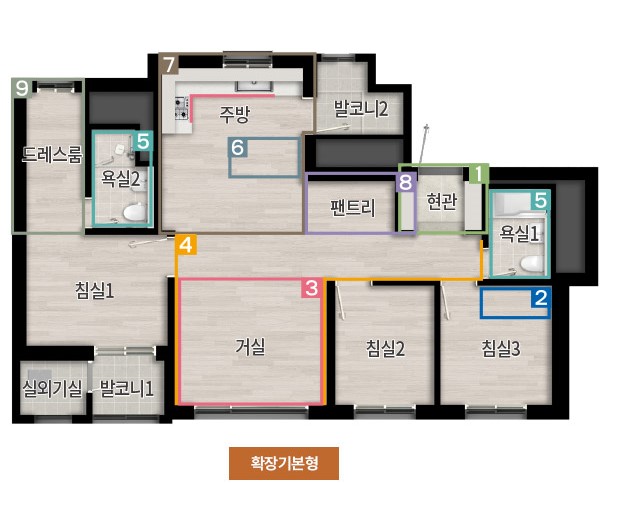 7
9
주방
발코니2
5
드레스룸
욕실2
6
8
1
팬트리
현관
5
욕실1
4
침실1
3
2
거실
침실2
침실3
실외기실
발코니1
확장기본형